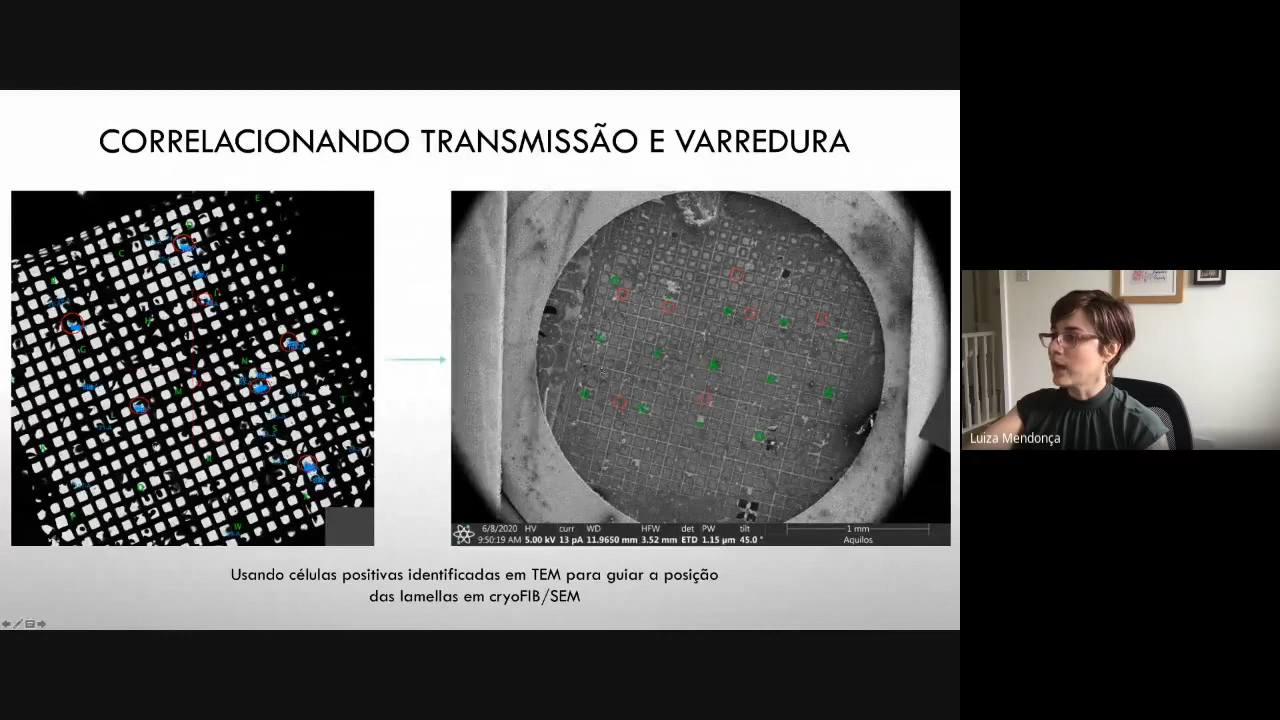 CORRELACIONANDO TRANSMISSÃO E VARREDURA
E
C
J
G
N
M
T
S
W
6/8/2020 HV curr WD HFW det PW tilt 1 mm
9:50:19 AM 5.00 kV 13 pA 11.9650 mm 3.52 mm ETD 1.15 µm 45.0 ° Aquilos
Usando células positivas identificadas em TEM para guiar a posição
das lamellas em cryoFIB/SEM
Luiza Mendonça